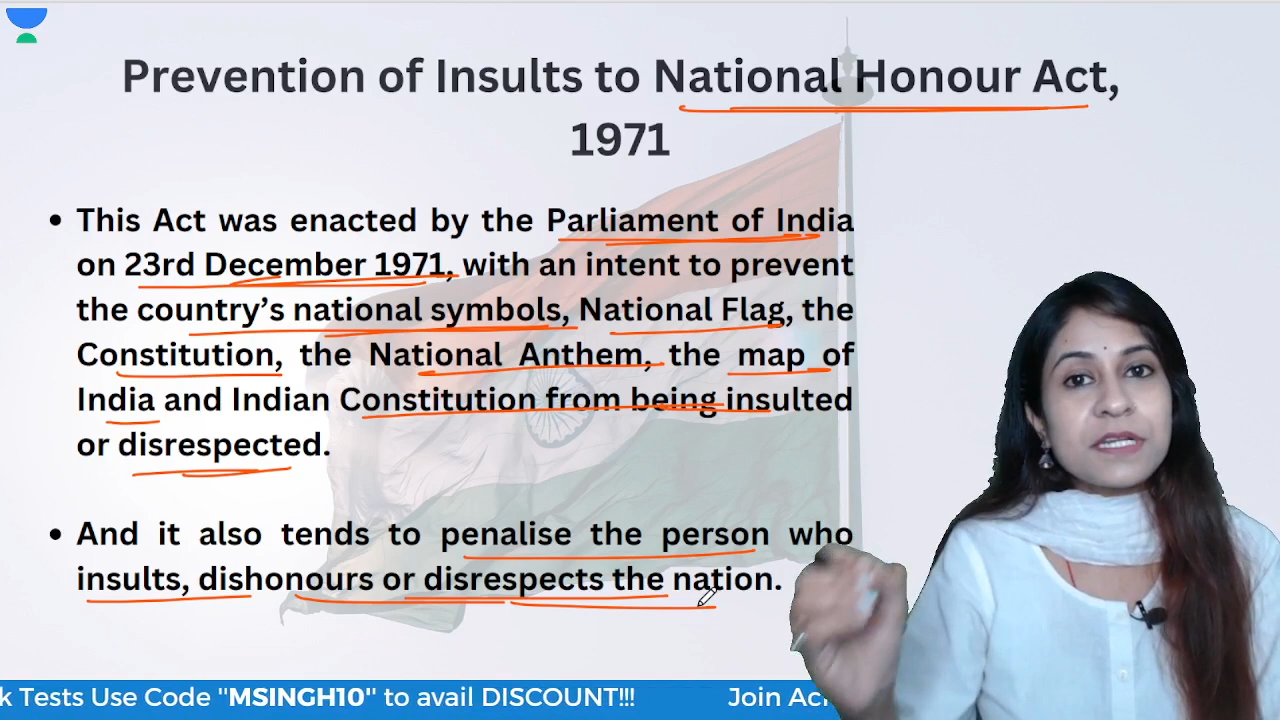 Prevention of Insults to National Honour Act,
1971
• This Act was enacted by the Parliament of India
on 23rd December 1971, with an intent to prevent
the country’s national symbols, National Flag, the
Constitution, the National Anthem, the map of
India and Indian Constitution from being insulted
or disrespected.
• And it also tends to penalise the person who
insults, dishonours or disrespects the nation.
k Tests Use Code "MSINGH10" to avail DISCOUNT!!! Join